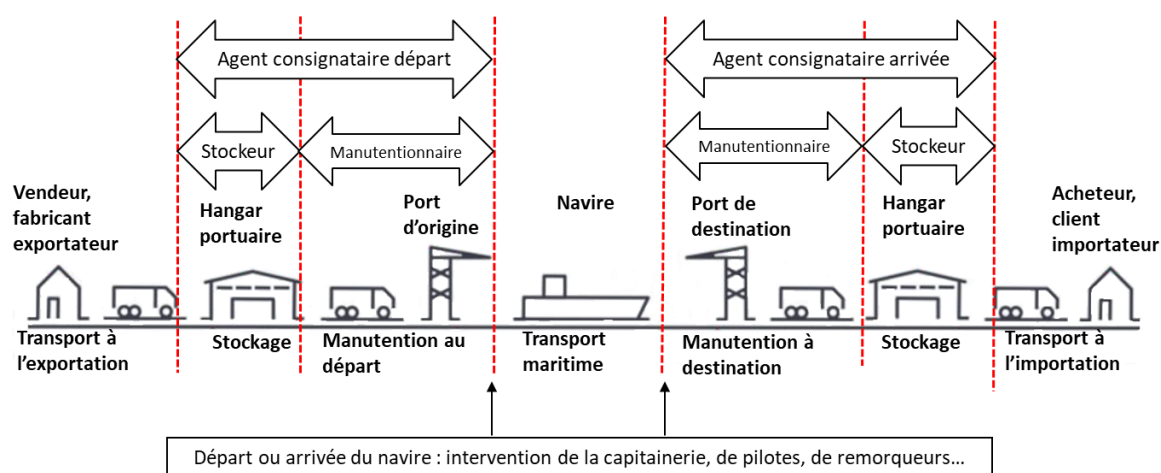 Agent consignataire départ
Agent consignataire arrivée
Stockeur
Manutentionnaire
Manutentionnaire
Stockeur
Vendeur,
fabricant
exportateur
Hangar
portuaire
Port
d’origine
Navire
Port de
destination
Hangar
portuaire
Acheteur,
client
importateur
Transport à
l’exportation
Stockage
Manutention au
départ
Transport
maritime
Manutention à
destination
Stockage
Transport à
l’importation
Départ ou arrivée du navire : intervention de la capitainerie, de pilotes, de remorqueurs…